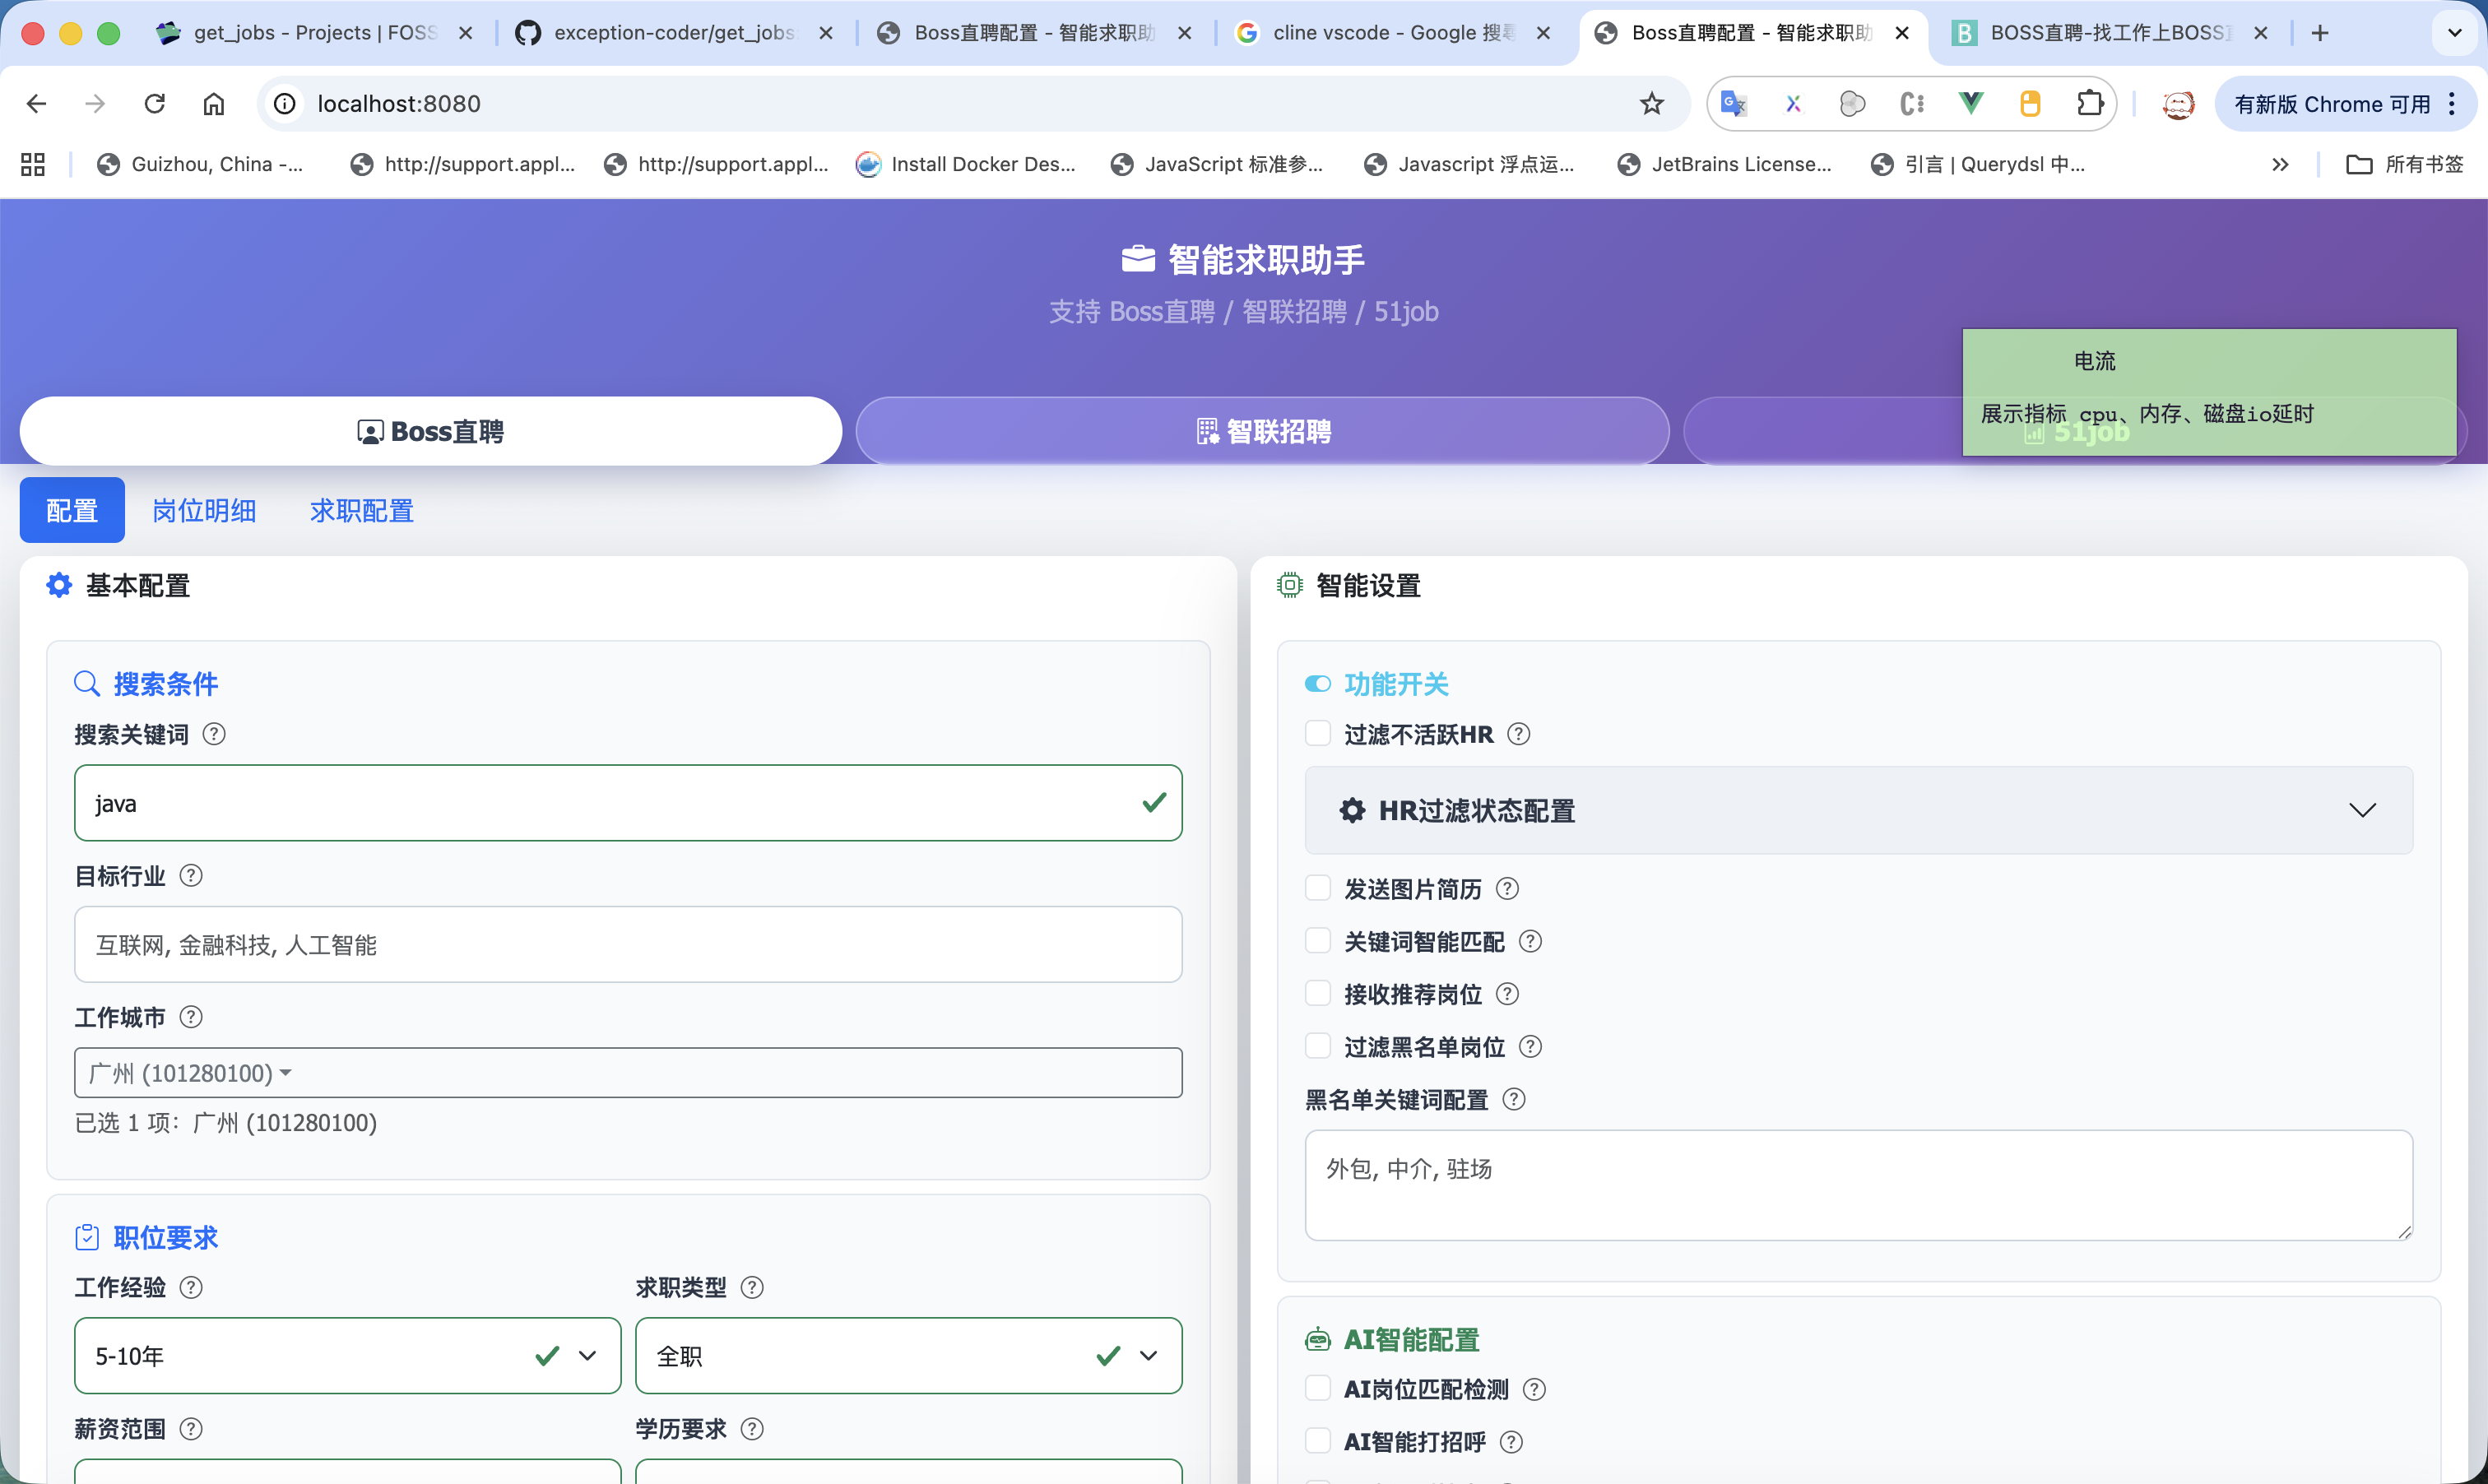 get_jobs - Projects | FOSS
exception-coder/get_jobs
Boss直聘配置 - 智能求职助
cline vscode - Google 搜尋
Boss直聘配置 - 智能求职助
BOSS直聘-找工作上BOSS直
localhost:8080
有新版 Chrome 可用
Guizhou, China -...
http://support.appl...
http://support.appl...
Install Docker Des...
JavaScript 标准参...
Javascript 浮点运...
JetBrains License...
引言 | Querydsl 中...
所有书签
智能求职助手
支持 Boss直聘 / 智联招聘 / 51job
电流
展示指标 cpu、内存、磁盘io延时
Boss直聘
智联招聘
51job
配置
岗位明细
求职配置
基本配置
搜索条件
搜索关键词
java
目标行业
互联网, 金融科技, 人工智能
工作城市
广州 (101280100)
已选 1 项：广州 (101280100)
职位要求
工作经验
求职类型
5-10年
全职
薪资范围
学历要求
智能设置
功能开关
过滤不活跃HR
HR过滤状态配置
发送图片简历
关键词智能匹配
接收推荐岗位
过滤黑名单岗位
黑名单关键词配置
外包, 中介, 驻场
AI智能配置
AI岗位匹配检测
AI智能打招呼